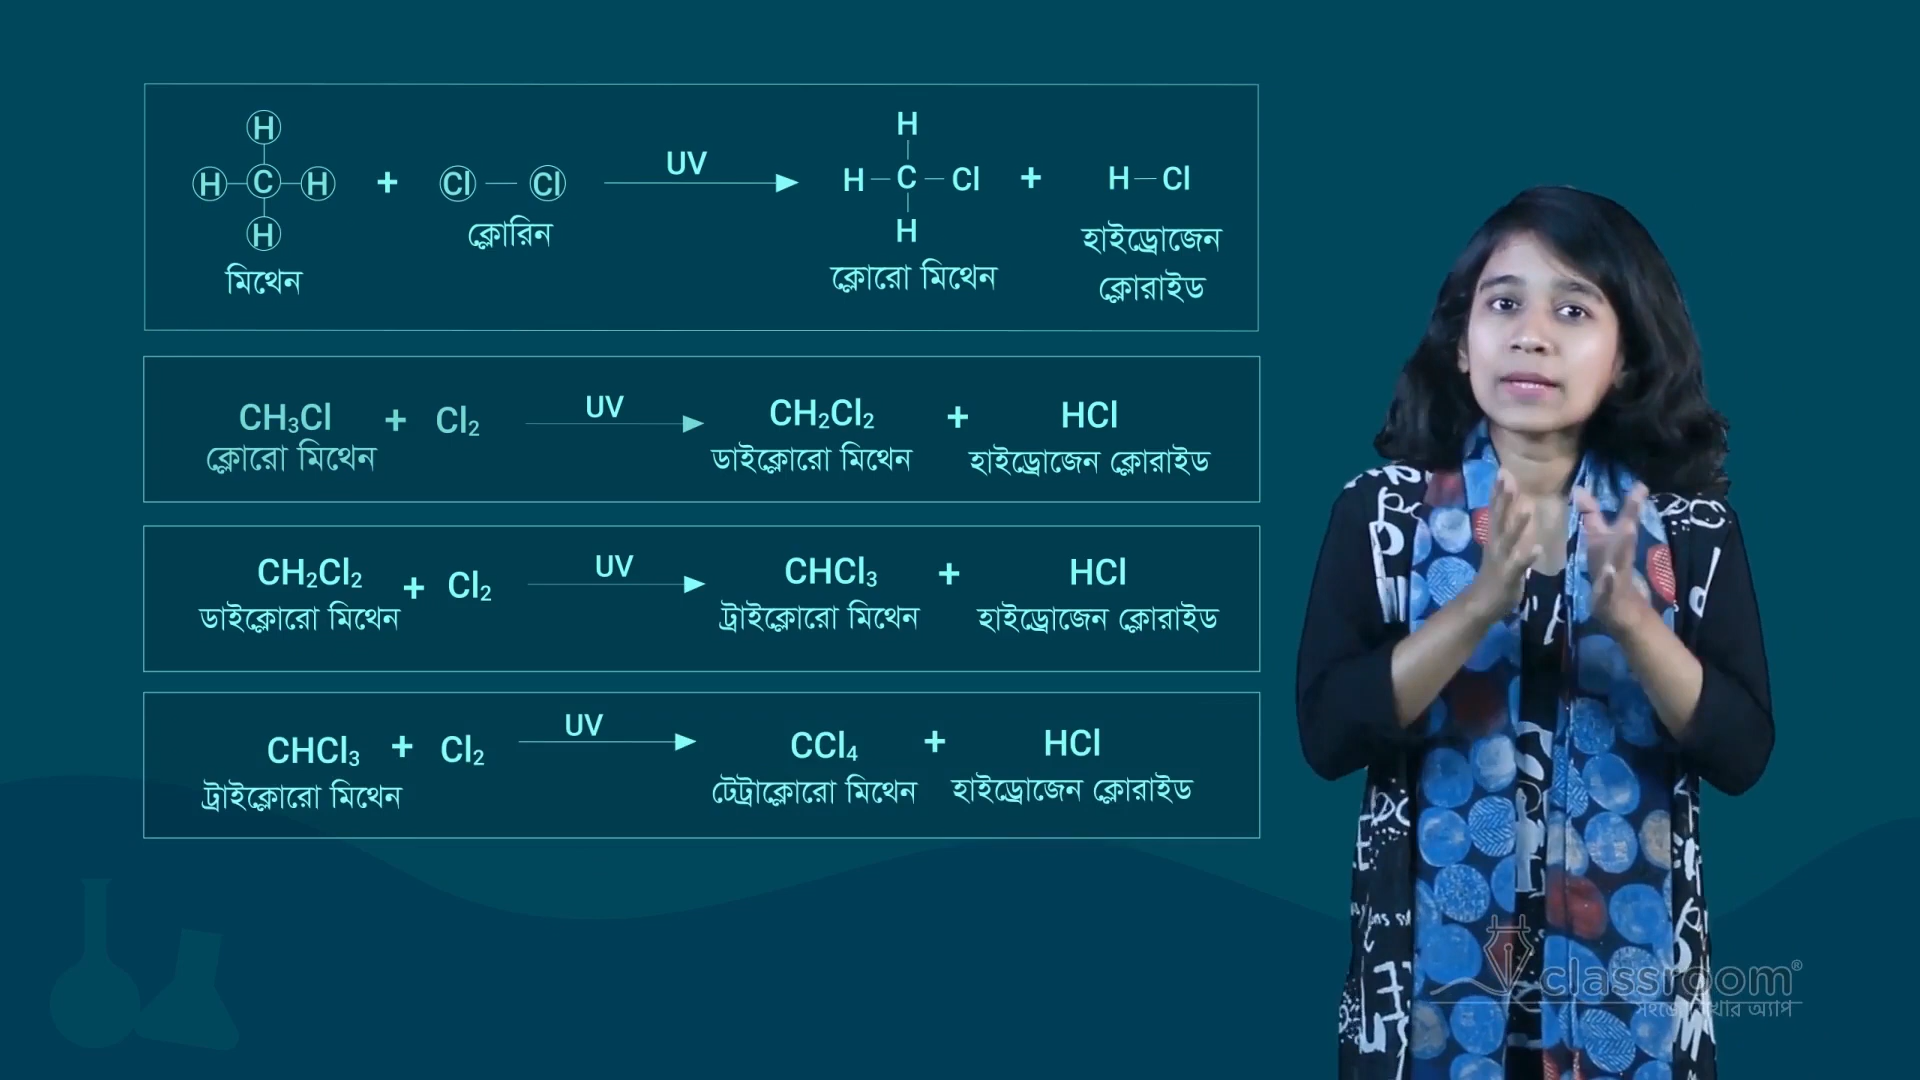 H
H C H + Cl Cl UV
H
ক্লোরিন
মিথেন
H
H C Cl + H Cl
H
ক্লোরো মিথেন
হাইড্রোজেন
ক্লোরাইড
CH₃Cl + Cl₂ UV CH₂Cl₂ + HCl
ক্লোরো মিথেন ডাইক্লোরো মিথেন হাইড্রোজেন ক্লোরাইড
CH₂Cl₂ + Cl₂ UV CHCl₃ + HCl
ডাইক্লোরো মিথেন ট্রাইক্লোরো মিথেন হাইড্রোজেন ক্লোরাইড
CHCl₃ + Cl₂ UV CCl₄ + HCl
ট্রাইক্লোরো মিথেন টেট্রাক্লোরো মিথেন হাইড্রোজেন ক্লোরাইড
classroom®